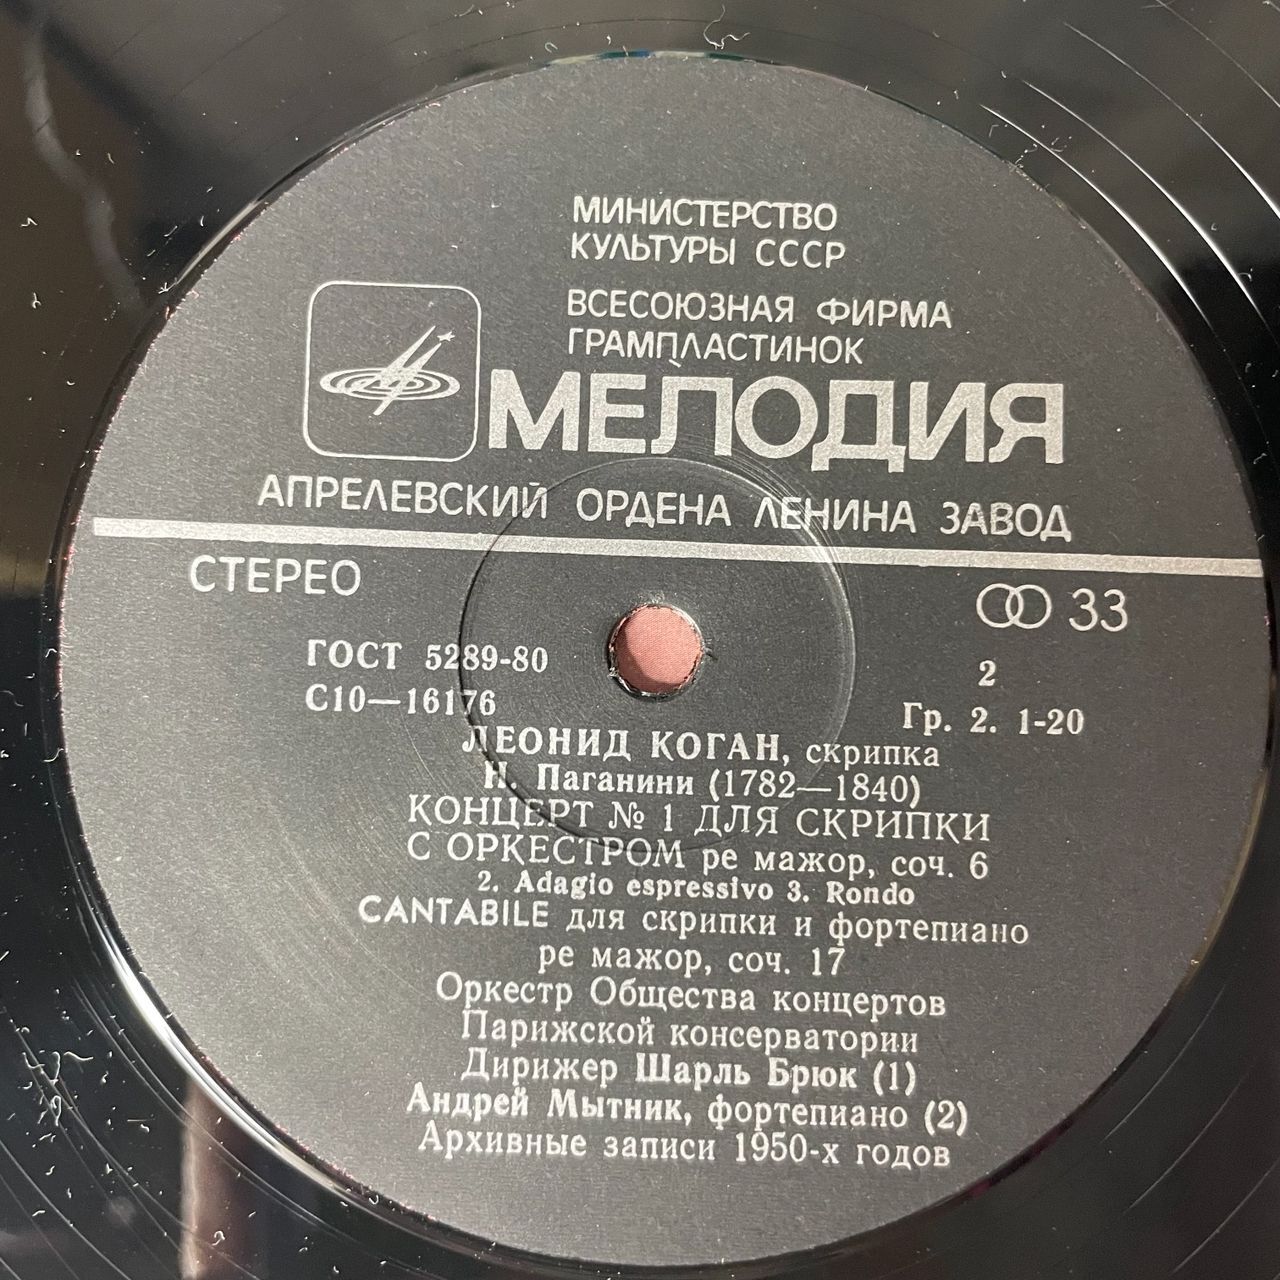 МИНИСТЕРСТВО
КУЛЬТУРЫ СССР
ВСЕСОЮЗНАЯ ФИРМА
ГРАМПЛАСТИНОК
МЕЛОДИЯ
АПРЕЛЕВСКИЙ ОРДЕНА ЛЕНИНА ЗАВОД
СТЕРЕО
33
ГОСТ 5289-80
2
С10—16176
Гр. 2. 1-20
ЛЕОНИД КОГАН, скрипка
Н. Паганини (1782—1840)
КОНЦЕРТ № 1 ДЛЯ СКРИПКИ
С ОРКЕСТРОМ ре мажор, соч. 6
2. Adagio espressivo 3. Rondo
CANTABILE для скрипки и фортепиано
ре мажор, соч. 17
Оркестр Общества концертов
Парижской консерватории
Дирижер Шарль Брюк (1)
Андрей Мытник, фортепиано (2)
Архивные записи 1950-х годов